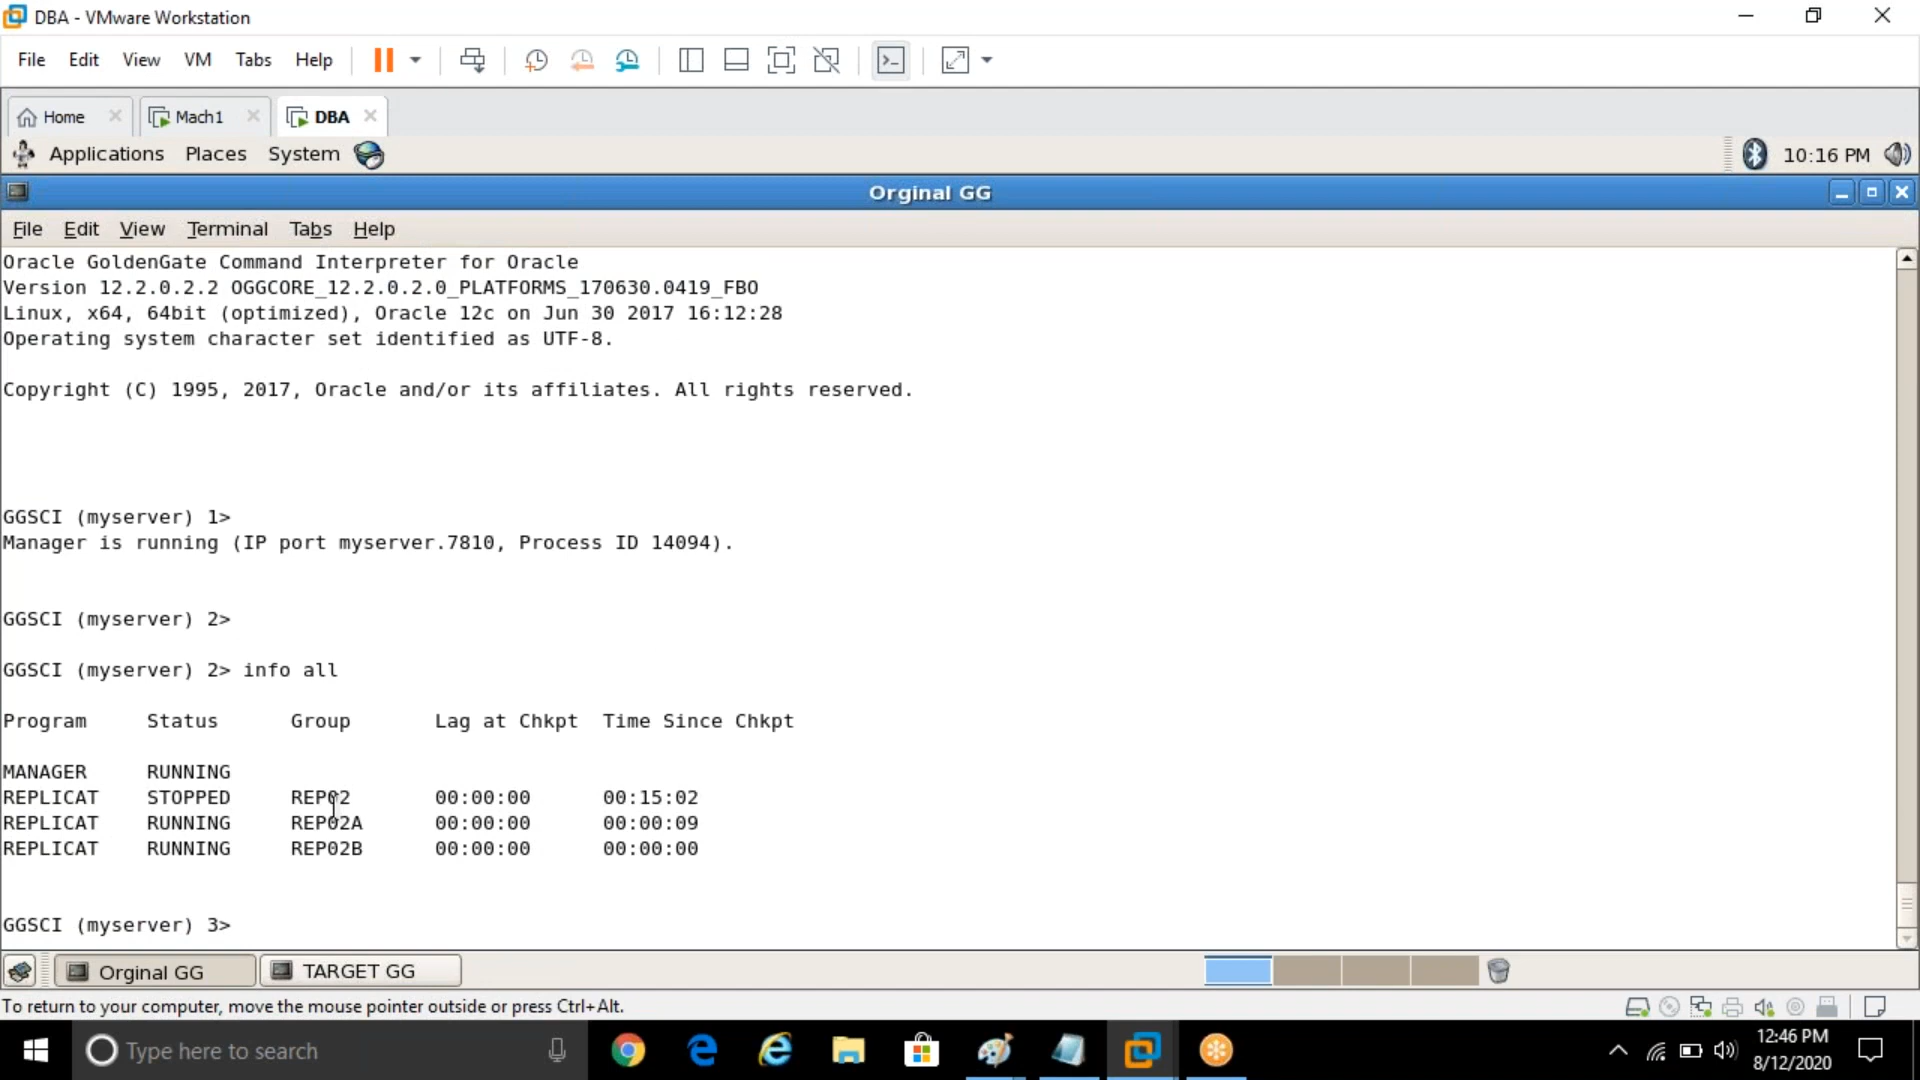 DBA - VMware Workstation
File Edit View VM Tabs Help
Home Mach1 DBA
Applications Places System 10:16 PM
Orginal GG
File Edit View Terminal Tabs Help
Oracle GoldenGate Command Interpreter for Oracle
Version 12.2.0.2.2 OGGCORE_12.2.0.2.0_PLATFORMS_170630.0419_FBO
Linux, x64, 64bit (optimized), Oracle 12c on Jun 30 2017 16:12:28
Operating system character set identified as UTF-8.
Copyright (C) 1995, 2017, Oracle and/or its affiliates. All rights reserved.
GGSCI (myserver) 1>
Manager is running (IP port myserver.7810, Process ID 14094).
GGSCI (myserver) 2>
GGSCI (myserver) 2> info all
Program Status Group Lag at Chkpt Time Since Chkpt
MANAGER RUNNING
REPLICAT STOPPED REP02 00:00:00 00:15:02
REPLICAT RUNNING REP02A 00:00:00 00:00:09
REPLICAT RUNNING REP02B 00:00:00 00:00:00
GGSCI (myserver) 3>
Orginal GG TARGET GG
To return to your computer, move the mouse pointer outside or press Ctrl+Alt.
Type here to search
12:46 PM
8/12/2020